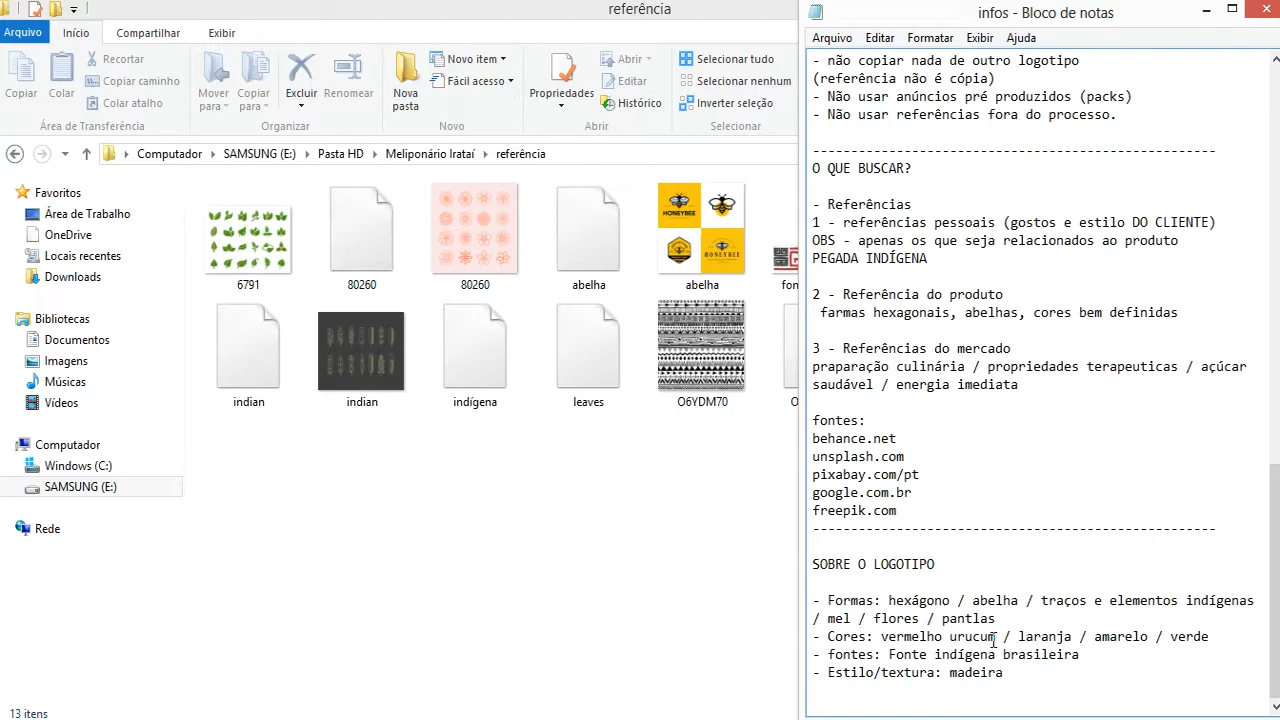 referência
Arquivo
Início
Compartilhar
Exibir
Copiar
Colar
Recortar
Copiar caminho
Colar atalho
Mover para
Copiar para
Excluir
Renomear
Nova pasta
Novo item
Fácil acesso
Propriedades
Abrir
Editar
Histórico
Selecionar tudo
Selecionar nenhum
Inverter seleção
Área de Transferência
Organizar
Novo
Abrir
Selecionar
Computador
SAMSUNG (E:)
Pasta HD
Meliponário Irataí
referência
Favoritos
Área de Trabalho
OneDrive
Locais recentes
Downloads
Bibliotecas
Documentos
Imagens
Músicas
Vídeos
Computador
Windows (C:)
SAMSUNG (E:)
Rede
HONEYBEE
HONEYBEE
6791
80260
80260
abelha
abelha
fon
indian
indian
indígena
leaves
O6YDM70
O
13 itens
infos - Bloco de notas
Arquivo Editar Formatar Exibir Ajuda
- não copiar nada de outro logotipo
(referência não é cópia)
- Não usar anúncios pré produzidos (packs)
- Não usar referências fora do processo.
-----------------------------------------------------
O QUE BUSCAR?
- Referências
1 - referências pessoais (gostos e estilo DO CLIENTE)
OBS - apenas os que seja relacionados ao produto
PEGADA INDÍGENA
2 - Referência do produto
farmas hexagonais, abelhas, cores bem definidas
3 - Referências do mercado
praparação culinária / propriedades terapeuticas / açúcar
saudável / energia imediata
fontes:
behance.net
unsplash.com
pixabay.com/pt
google.com.br
freepik.com
-----------------------------------------------------
SOBRE O LOGOTIPO
- Formas: hexágono / abelha / traços e elementos indígenas
/ mel / flores / pantlas
- Cores: vermelho urucum / laranja / amarelo / verde
- fontes: Fonte indígena brasileira
- Estilo/textura: madeira